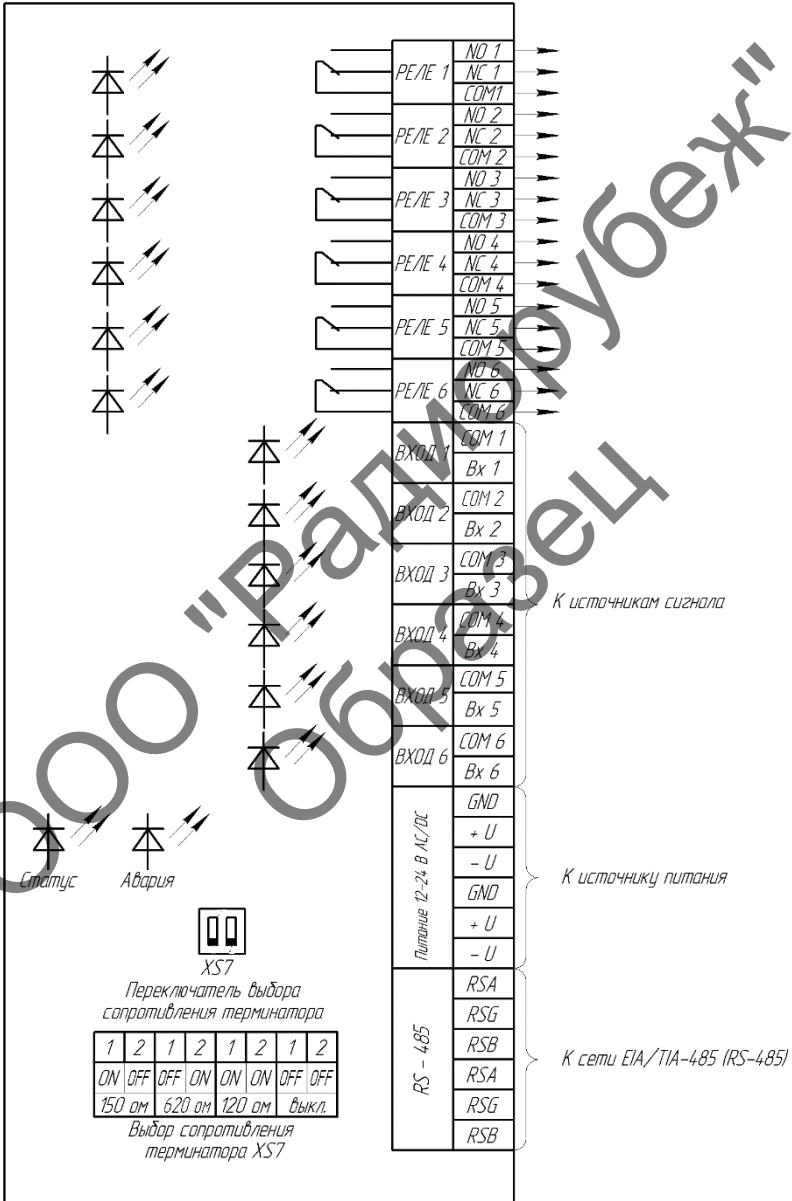 РЕЛЕ 1
NO 1
NC 1
COM1
РЕЛЕ 2
NO 2
NC 2
COM 2
РЕЛЕ 3
NO 3
NC 3
COM 3
РЕЛЕ 4
NO 4
NC 4
COM 4
РЕЛЕ 5
NO 5
NC 5
COM 5
РЕЛЕ 6
NO 6
NC 6
COM 6
ВХОД 1
COM 1
Вх 1
ВХОД 2
COM 2
Вх 2
ВХОД 3
COM 3
Вх 3
ВХОД 4
COM 4
Вх 4
ВХОД 5
COM 5
Вх 5
ВХОД 6
COM 6
Вх 6
К источникам сигнала
Питание 12-24 В AC/DC
GND
+ U
- U
GND
+ U
- U
К источнику питания
RS - 485
RSA
RSG
RSB
RSA
RSG
RSB
К сети EIA/TIA-485 (RS-485)
Статус
Авария
XS7
Переключатель выбора
сопротивления терминатора
1 2 1 2 1 2 1 2
ON OFF OFF ON ON ON OFF OFF
150 ом 620 ом 120 ом выкл.
Выбор сопротивления
терминатора XS7
ООО "Радиорубеж"
Образец